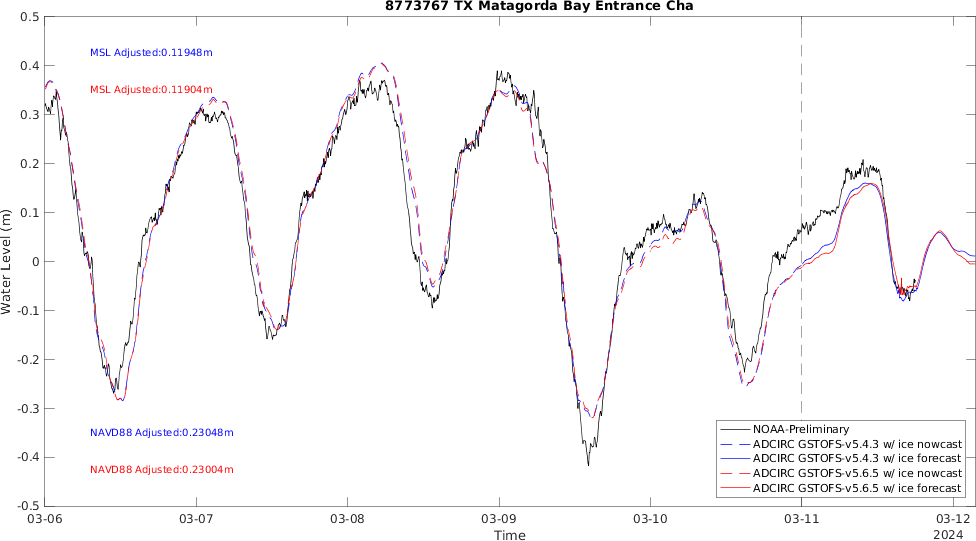 8773767 TX Matagorda Bay Entrance Cha
0.5
0.4
0.3
0.2
0.1
0
-0.1
-0.2
-0.3
-0.4
-0.5
Water Level (m)
MSL Adjusted:0.11948m
MSL Adjusted:0.11904m
NAVD88 Adjusted:0.23048m
NAVD88 Adjusted:0.23004m
NOAA-Preliminary
ADCIRC GSTOFS-v5.4.3 w/ ice nowcast
ADCIRC GSTOFS-v5.4.3 w/ ice forecast
ADCIRC GSTOFS-v5.6.5 w/ ice nowcast
ADCIRC GSTOFS-v5.6.5 w/ ice forecast
03-06 03-07 03-08 03-09 03-10 03-11 03-12
2024
Time